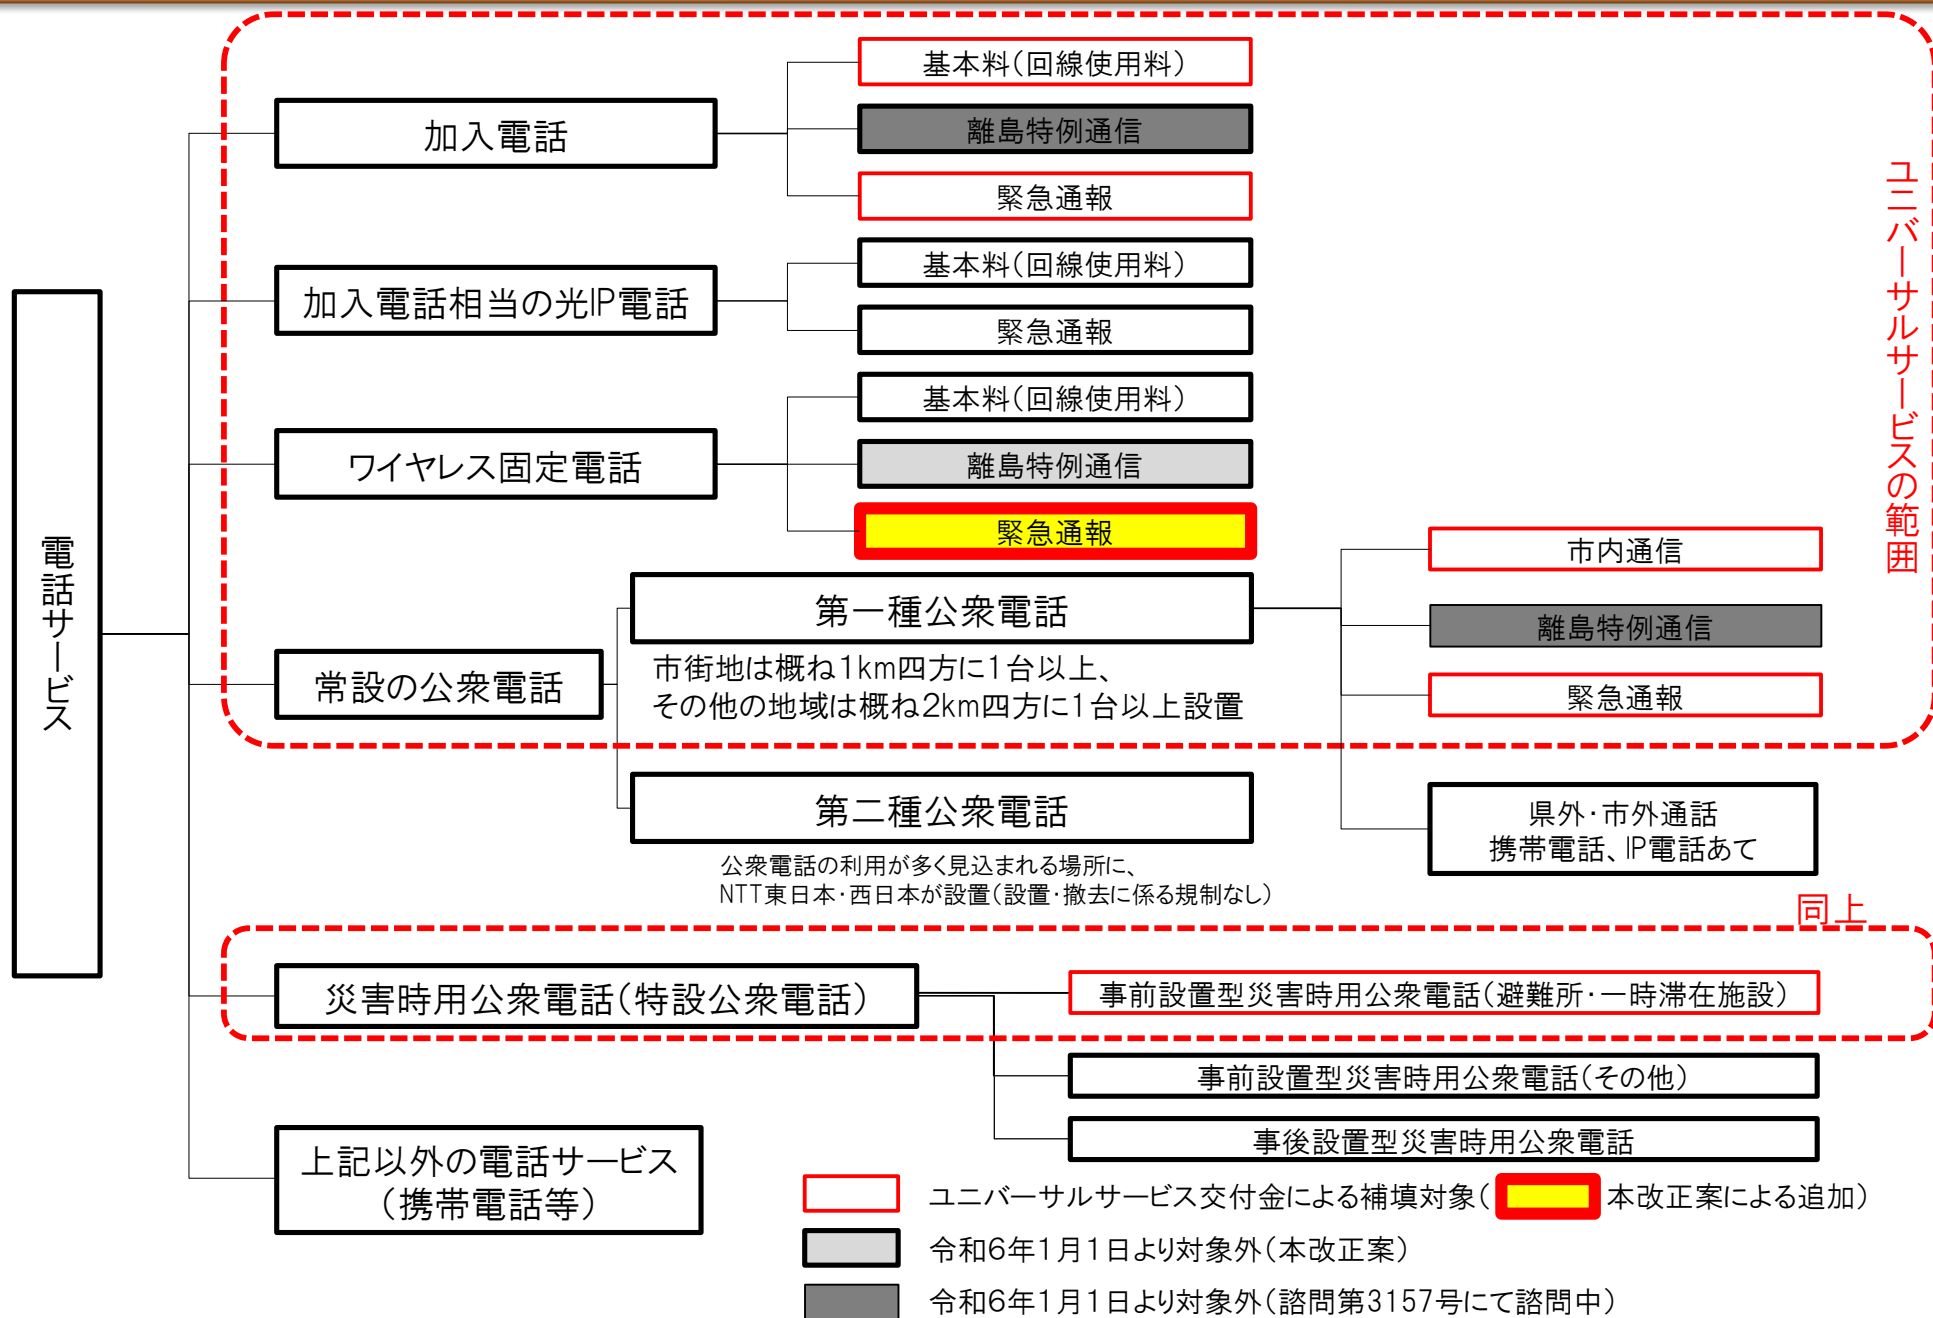 電話サービス
ユニバーサルサービスの範囲
加入電話
基本料(回線使用料)
離島特例通信
緊急通報
加入電話相当の光IP電話
基本料(回線使用料)
緊急通報
ワイヤレス固定電話
基本料(回線使用料)
離島特例通信
緊急通報
常設の公衆電話
第一種公衆電話
市街地は概ね1km四方に1台以上、
その他の地域は概ね2km四方に1台以上設置
市内通信
離島特例通信
緊急通報
県外・市外通話
携帯電話、IP電話あて
第二種公衆電話
公衆電話の利用が多く見込まれる場所に、
NTT東日本・西日本が設置(設置・撤去に係る規制なし)
同上
災害時用公衆電話(特設公衆電話)
事前設置型災害時用公衆電話(避難所・一時滞在施設)
事前設置型災害時用公衆電話(その他)
事後設置型災害時用公衆電話
上記以外の電話サービス
(携帯電話等)
ユニバーサルサービス交付金による補填対象( 本改正案による追加)
令和6年1月1日より対象外(本改正案)
令和6年1月1日より対象外(諮問第3157号にて諮問中)